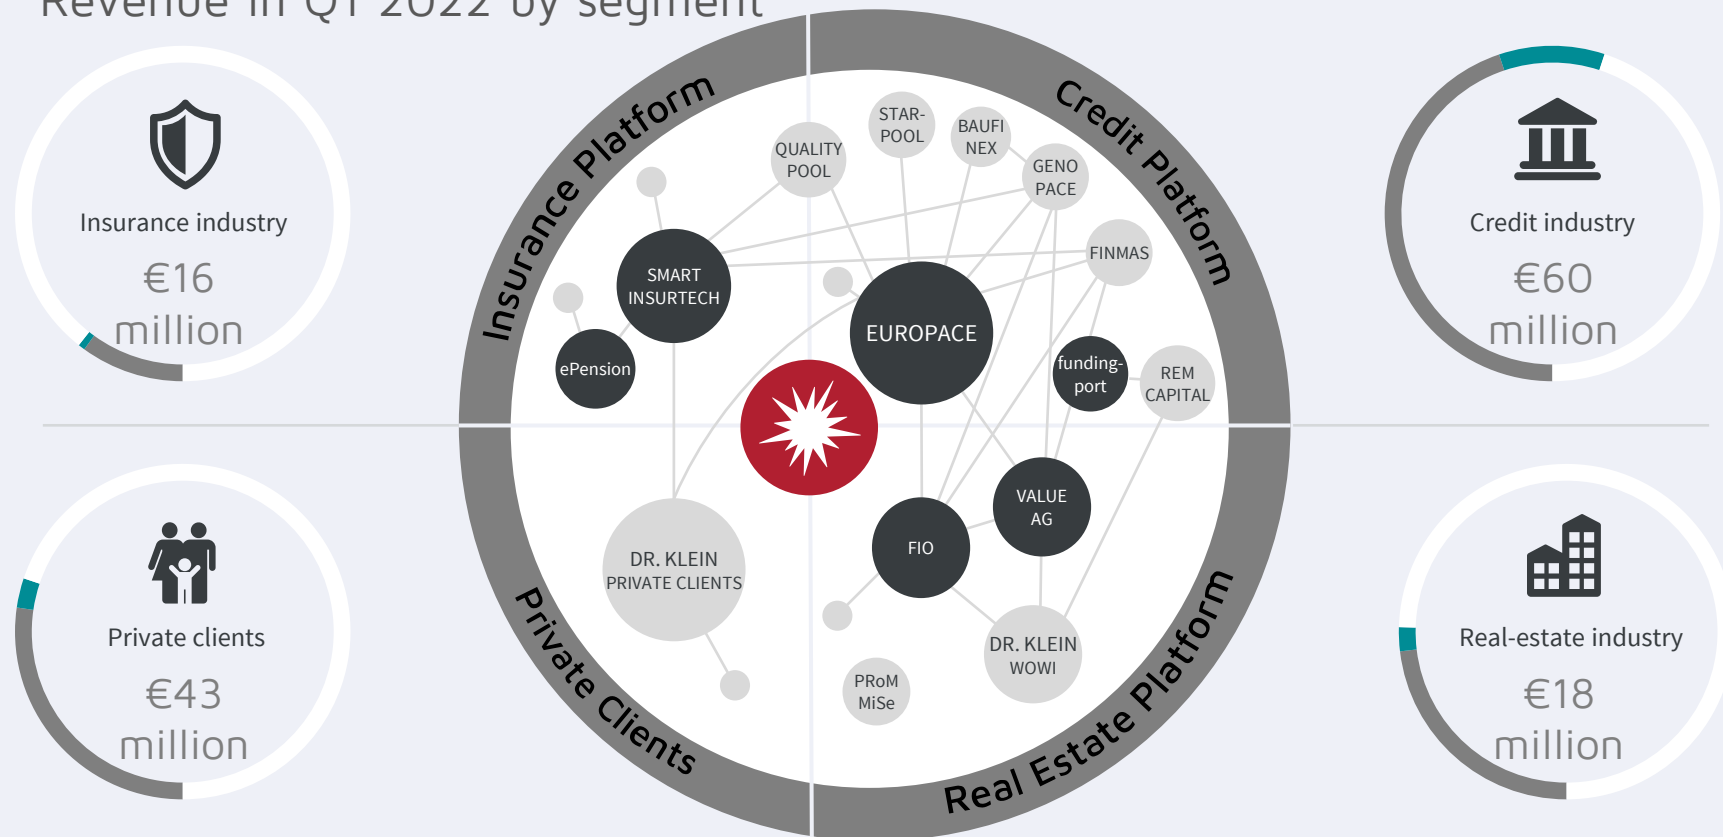 Revenue in Q1 2022 by segment
Insurance industry
€16
million
Credit industry
€60
million
Private clients
€43
million
Real-estate industry
€18
million
Insurance Platform
Credit Platform
Private Clients
Real Estate Platform
QUALITY
POOL
STAR-
POOL
BAUFI
NEX
GENO
PACE
FINMAS
SMART
INSURTECH
ePension
EUROPACE
funding-
port
REM
CAPITAL
VALUE
AG
FIO
DR. KLEIN
PRIVATE CLIENTS
DR. KLEIN
WOWI
PRoM
MiSe